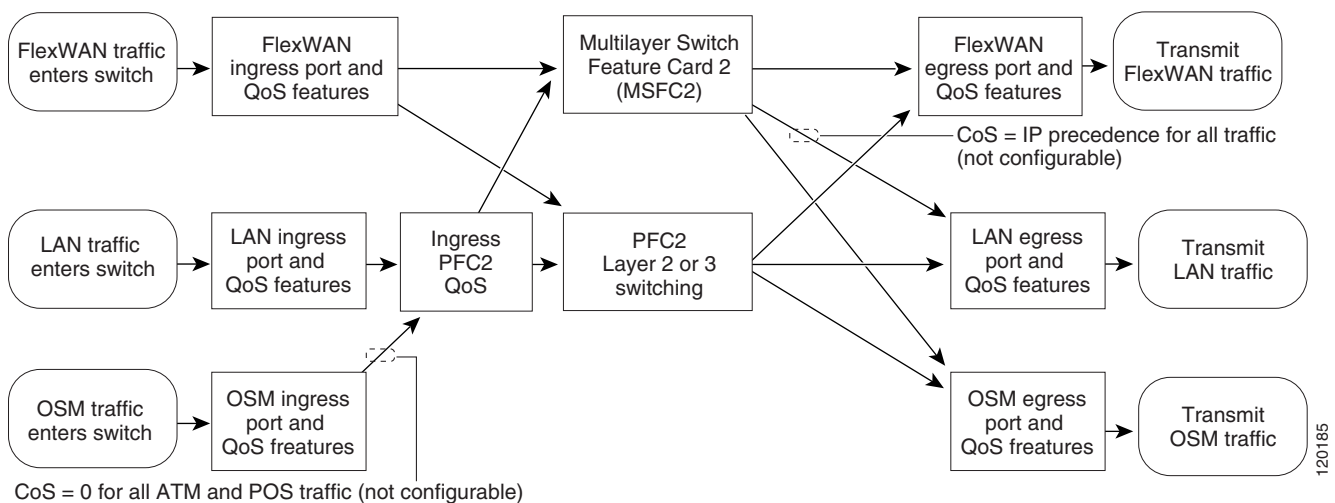 FlexWAN traffic
enters switch
FlexWAN
ingress port and
QoS features
Multilayer Switch
Feature Card 2
(MSFC2)
FlexWAN
egress port and
QoS features
Transmit
FlexWAN traffic
CoS = IP precedence for all traffic
(not configurable)
LAN traffic
enters switch
LAN ingress
port and
QoS features
Ingress
PFC2
QoS
PFC2
Layer 2 or 3
switching
LAN egress
port and
QoS features
Transmit
LAN traffic
OSM traffic
enters switch
OSM ingress
port and
QoS freatures
OSM egress
port and
QoS freatures
Transmit
OSM traffic
120185
CoS = 0 for all ATM and POS traffic (not configurable)